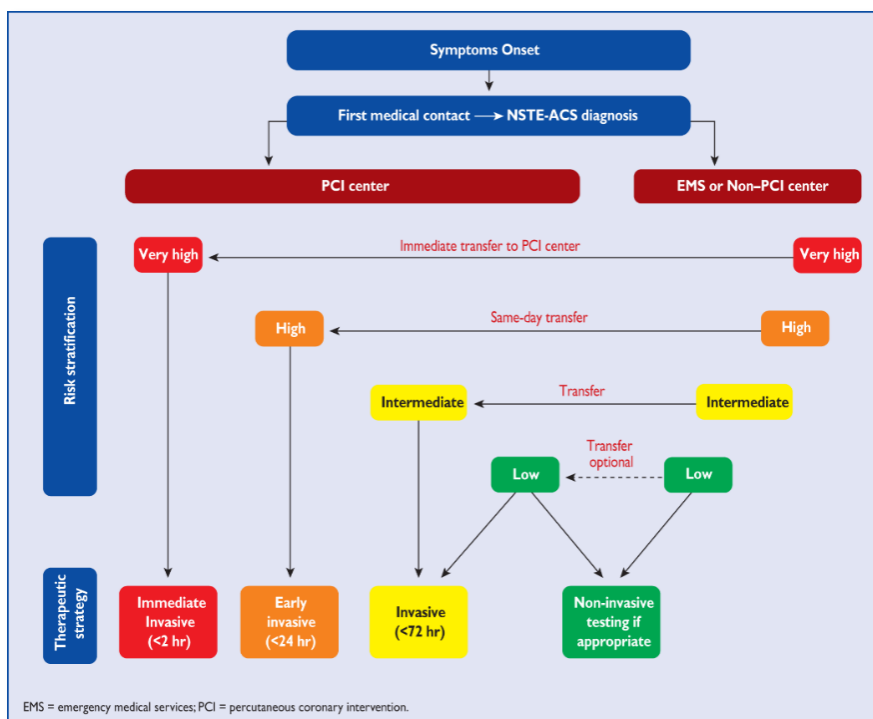 Symptoms Onset
First medical contact → NSTE-ACS diagnosis
PCI center
EMS or Non–PCI center
Risk stratification
Very high
Immediate transfer to PCI center
Very high
High
Same-day transfer
High
Intermediate
Transfer
Intermediate
Low
Transfer
optional
Low
Therapeutic
strategy
Immediate
Invasive
(<2 hr)
Early
invasive
(<24 hr)
Invasive
(<72 hr)
Non-invasive
testing if
appropriate
EMS = emergency medical services; PCI = percutaneous coronary intervention.